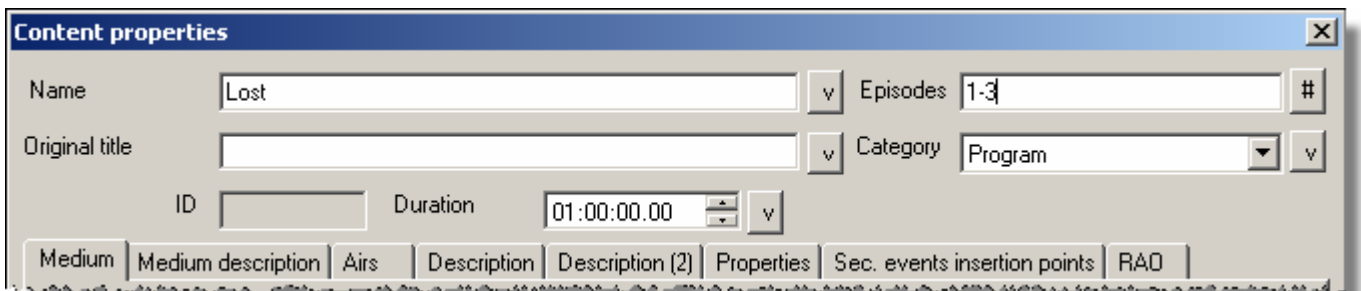 Content properties
Name Lost v Episodes 1-3 #
Original title v Category Program v
ID Duration 01:00:00.00 v
Medium Medium description Airs Description Description (2) Properties Sec. events insertion points RAO